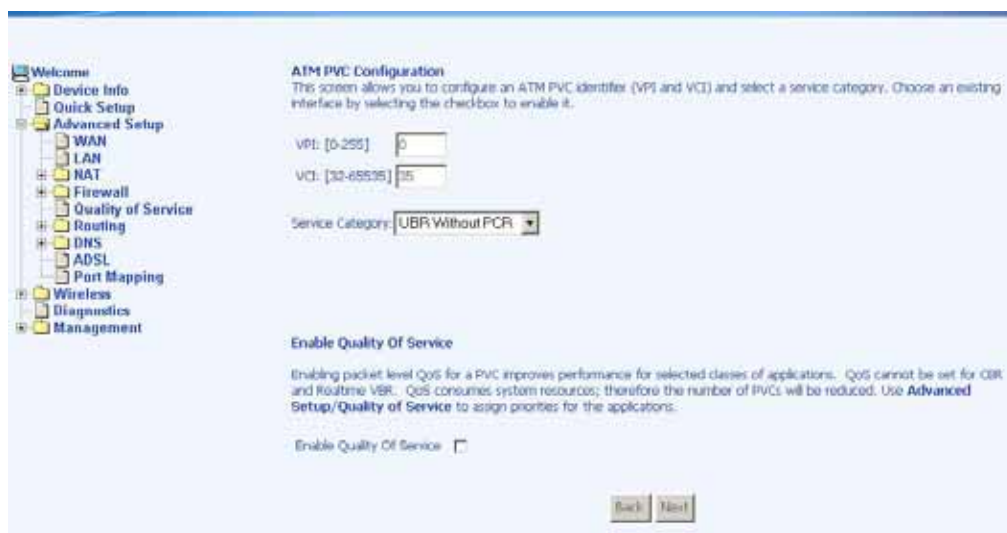 Welcome
Device Info
Quick Setup
Advanced Setup
WAN
LAN
NAT
Firewall
Quality of Service
Routing
DNS
ADSL
Port Mapping
Wireless
Diagnostics
Management
ATM PVC Configuration
This screen allows you to configure an ATM PVC identifer (VPI and VCI) and select a service category. Choose an existing
interface by selecting the checkbox to enable it.
VPI: [0-255] 0
VCI: [32-65535] 35
Service Category: UBR Without PCR
Enable Quality Of Service
Enabling packet level QoS for a PVC improves performance for selected classes of applications. QoS cannot be set for CBR
and Realtime VBR. QoS consumes system resources; therefore the number of PVCs will be reduced. Use Advanced
Setup/Quality of Service to assign priorities for the applications.
Enable Quality Of Service
Back Next